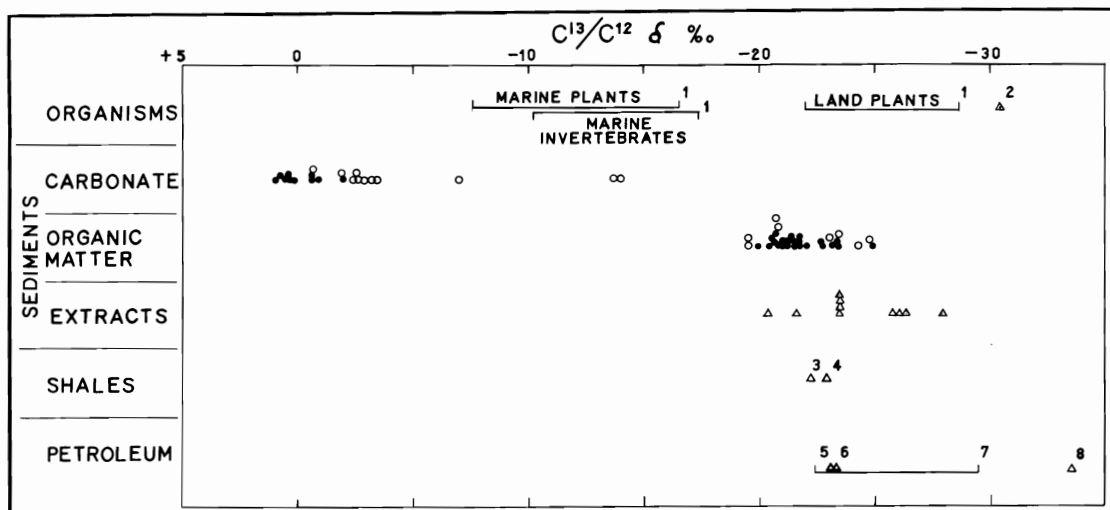 C¹³/C¹² δ ‰
+5 0 -10 -20 -30
ORGANISMS
MARINE PLANTS 1
MARINE INVERTEBRATES 1
LAND PLANTS 1
2
SEDIMENTS
CARBONATE
ORGANIC MATTER
EXTRACTS
SHALES
3 4
PETROLEUM
5 6 7 8